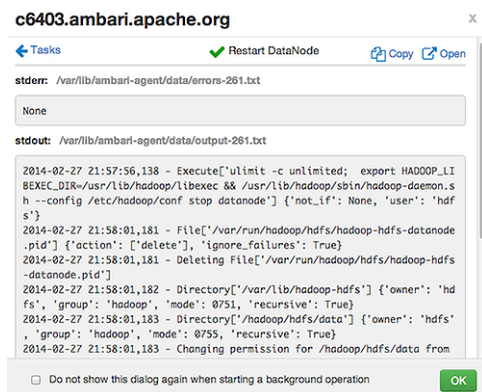 c6403.ambari.apache.org x
Tasks Restart DataNode Copy Open
stderr: /var/lib/ambari-agent/data/errors-261.txt
None
stdout: /var/lib/ambari-agent/data/output-261.txt
2014-02-27 21:57:56,138 - Execute['ulimit -c unlimited;  export HADOOP_LI
BEXEC_DIR=/usr/lib/hadoop/libexec && /usr/lib/hadoop/sbin/hadoop-daemon.s
h --config /etc/hadoop/conf stop datanode'] {'not_if': None, 'user': 'hdf
s'}
2014-02-27 21:58:01,181 - File['/var/run/hadoop/hdfs/hadoop-hdfs-datanode
.pid'] {'action': ['delete'], 'ignore_failures': True}
2014-02-27 21:58:01,181 - Deleting File['/var/run/hadoop/hdfs/hadoop-hdfs
-datanode.pid']
2014-02-27 21:58:01,182 - Directory['/var/lib/hadoop-hdfs'] {'owner': 'hd
fs', 'group': 'hadoop', 'mode': 0751, 'recursive': True}
2014-02-27 21:58:01,183 - Directory['/hadoop/hdfs/data'] {'owner': 'hdfs'
, 'group': 'hadoop', 'mode': 0755, 'recursive': True}
2014-02-27 21:58:01,183 - Changing permission for /hadoop/hdfs/data from
Do not show this dialog again when starting a background operation OK